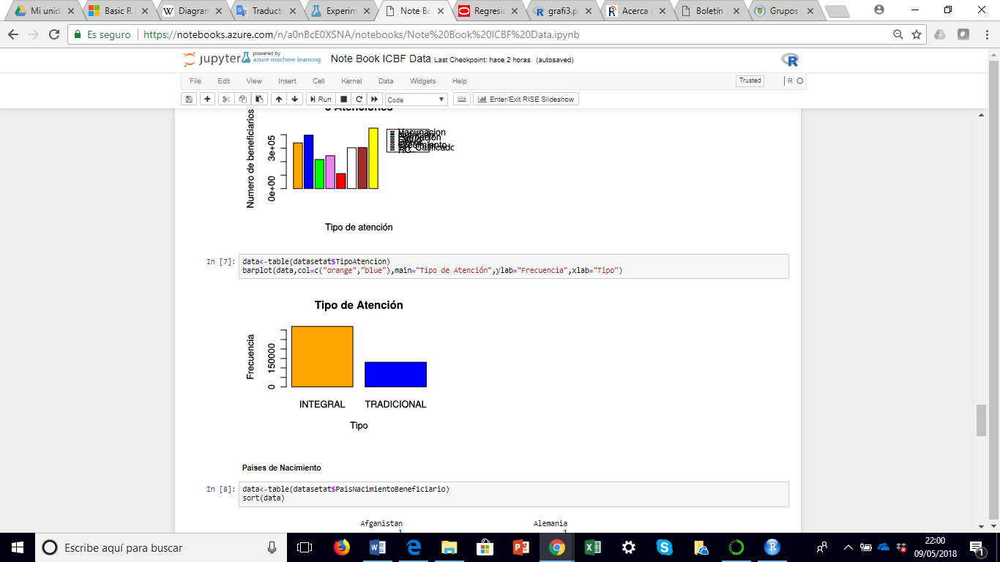 Mi unid
Basic R
Diagran
Traduct
Experim
Note Bo
Regresi
grafi3.p
Acerca
Boletín
Grupos
Es seguro
https://notebooks.azure.com/n/a0nBcE0XSNA/notebooks/Note%20Book%20ICBF%20Data.ipynb
jupyter powered by azure machine learning Note Book ICBF Data Last Checkpoint: hace 2 horas (autosaved)
File Edit View Insert Cell Kernel Data Widgets Help Trusted R
Run Code Enter/Exit RISE Slideshow
Atenciones
Numero de beneficiarios
3e+05
0e+00
Vacunacion
Tipo de atención
In [7]: data<-table(datasetat$TipoAtencion)
barplot(data,col=c("orange","blue"),main="Tipo de Atención",ylab="Frecuencia",xlab="Tipo")
Tipo de Atención
Frecuencia
150000
0
INTEGRAL TRADICIONAL
Tipo
Paises de Nacimiento
In [8]: data<-table(datasetat$PaisNacimientoBeneficiario)
sort(data)
Afganistan Alemania
Escribe aquí para buscar
22:00
09/05/2018
1